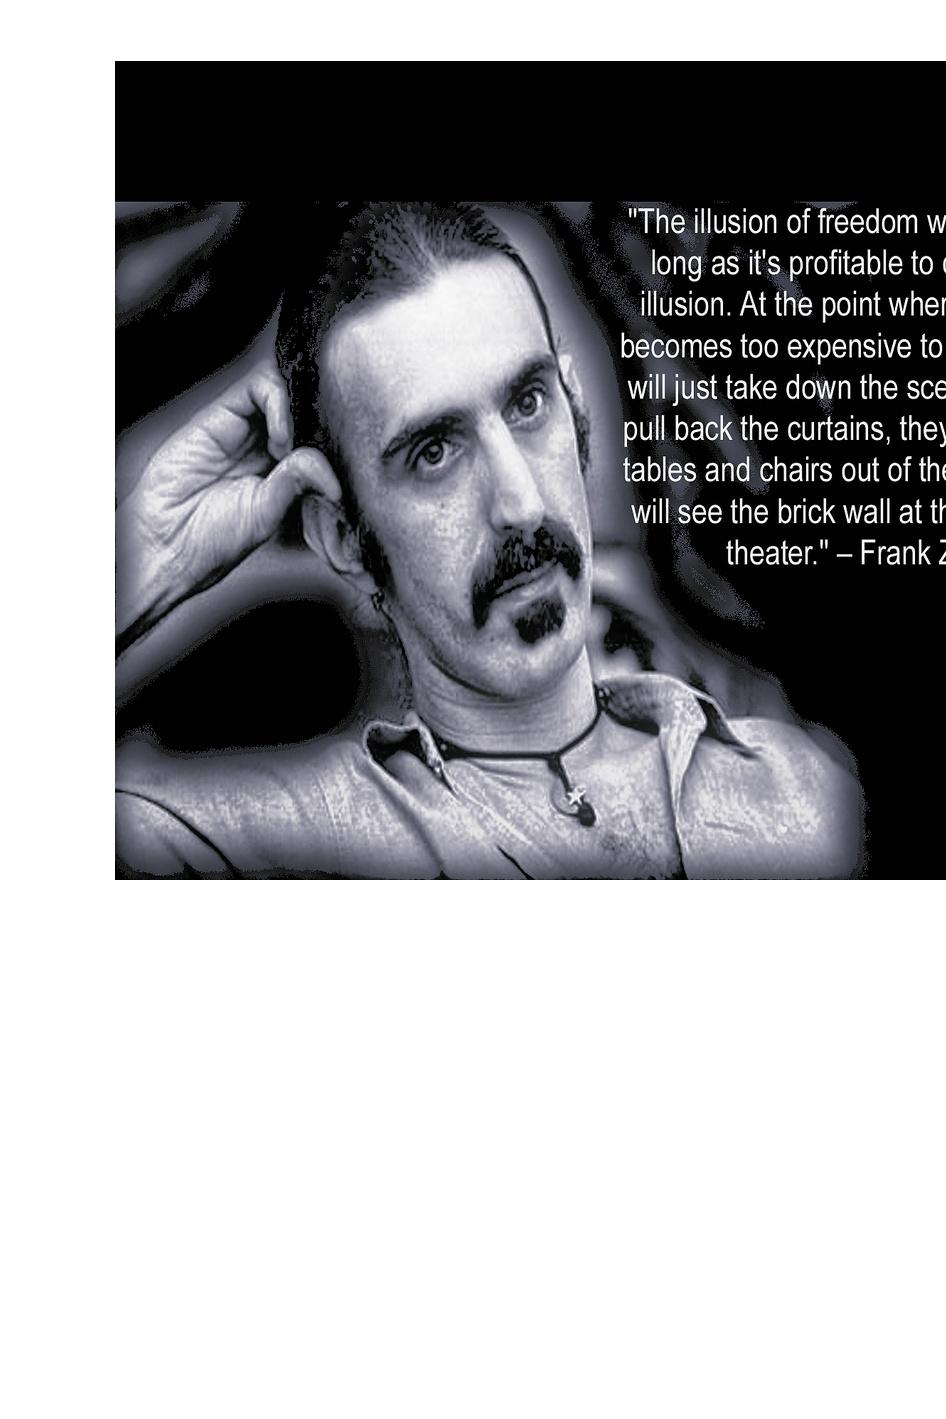 "The illusion of freedom w
long as it's profitable to
illusion. At the point wher
becomes too expensive to
will just take down the sce
pull back the curtains, they
tables and chairs out of the
will see the brick wall at th
theater." – Frank Z